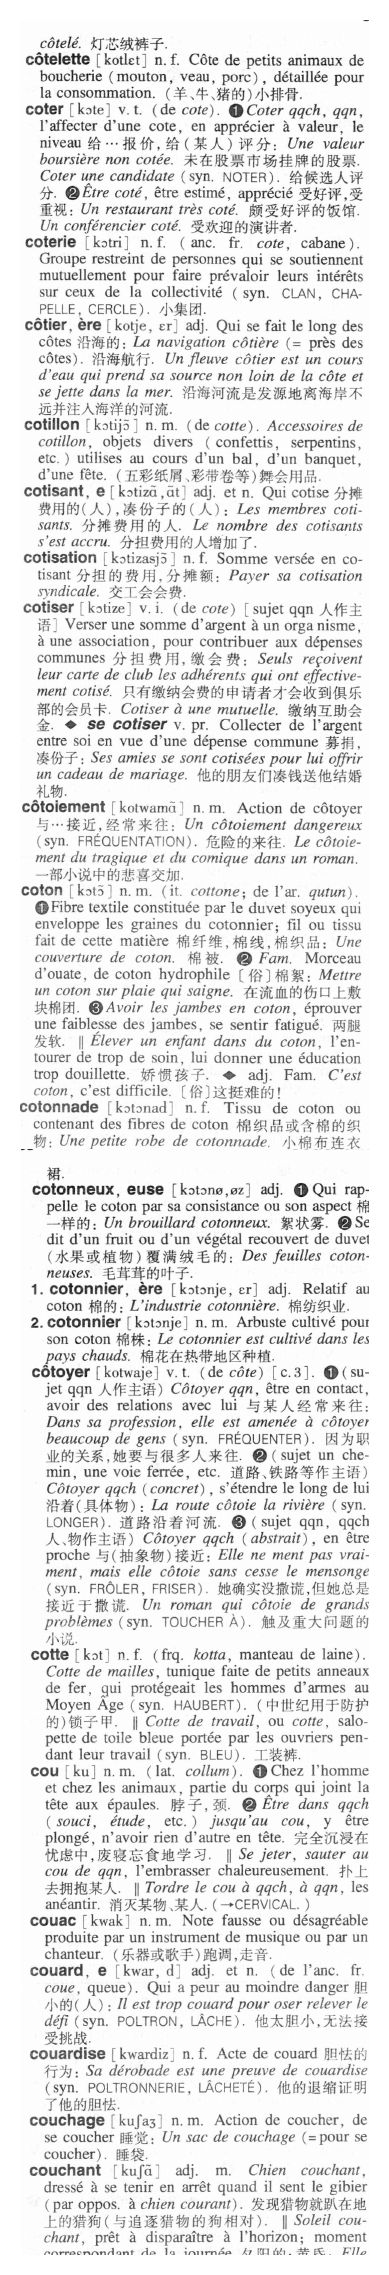 côtelé. 灯芯绒裤子.
côtelette [kotlɛt] n. f. Côte de petits animaux de
boucherie (mouton, veau, porc), détaillée pour
la consommation. (羊、牛、猪的)小排骨.
coter [kɔte] v. t. (de cote). ❶ Coter qqch, qqn,
l'affecter d'une cote, en apprécier à valeur, le
niveau 给…报价, 给(某人)评分: Une valeur
boursière non cotée. 未在股票市场挂牌的股票.
Coter une candidate (syn. NOTER). 给候选人评
分. ❷ Être coté, être estimé, apprécié 受好评, 受
重视: Un restaurant très coté. 颇受好评的饭馆.
Un conférencier coté. 受欢迎的演讲者.
coterie [kɔtri] n. f. (anc. fr. cote, cabane).
Groupe restreint de personnes qui se soutiennent
mutuellement pour faire prévaloir leurs intérêts
sur ceux de la collectivité (syn. CLAN, CHA-
PELLE, CERCLE). 小集团.
côtier, ère [kotje, ɛr] adj. Qui se fait le long des
côtes 沿海的: La navigation côtière (= près des
côtes). 沿海航行. Un fleuve côtier est un cours
d'eau qui prend sa source non loin de la côte et
se jette dans la mer. 沿海河流是发源地离海岸不
远并注入海洋的河流.
cotillon [kɔtijɔ̃] n. m. (de cotte). Accessoires de
cotillon, objets divers (confettis, serpentins,
etc.) utilises au cours d'un bal, d'un banquet,
d'une fête. (五彩纸屑、彩带卷等)舞会用品.
cotisant, e [kɔtizɑ̃, ɑ̃t] adj. et n. Qui cotise 分摊
费用的(人), 凑份子的(人): Les membres coti-
sants. 分摊费用的人. Le nombre des cotisants
s'est accru. 分担费用的人增加了.
cotisation [kɔtizasjɔ̃] n. f. Somme versée en co-
tisant 分担的费用, 分摊额: Payer sa cotisation
syndicale. 交工会会费.
cotiser [kɔtize] v. i. (de cote) [sujet qqn 人作主
语] Verser une somme d'argent à un orga nisme,
à une association, pour contribuer aux dépenses
communes 分担费用, 缴会费: Seuls reçoivent
leur carte de club les adhérents qui ont effective-
ment cotisé. 只有缴纳会费的申请者才会收到俱乐
部的会员卡. Cotiser à une mutuelle. 缴纳互助会
金. ◆ se cotiser v. pr. Collecter de l'argent
entre soi en vue d'une dépense commune 募捐,
凑份子: Ses amies se sont cotisées pour lui offrir
un cadeau de mariage. 他的朋友们凑钱送他结婚
礼物.
côtoiement [kotwamɑ̃] n. m. Action de côtoyer
与…接近, 经常来往: Un côtoiement dangereux
(syn. FRÉQUENTATION). 危险的来往. Le côtoie-
ment du tragique et du comique dans un roman.
一部小说中的悲喜交加.
coton [kɔtɔ̃] n. m. (it. cottone; de l'ar. qutun).
❶ Fibre textile constituée par le duvet soyeux qui
enveloppe les graines du cotonnier; fil ou tissu
fait de cette matière 棉纤维, 棉线, 棉织品: Une
couverture de coton. 棉被. ❷ Fam. Morceau
d'ouate, de coton hydrophile [俗]棉絮: Mettre
un coton sur plaie qui saigne. 在流血的伤口上敷
块棉团. ❸ Avoir les jambes en coton, éprouver
une faiblesse des jambes, se sentir fatigué. 两腿
发软. ‖ Élever un enfant dans du coton, l'en-
tourer de trop de soin, lui donner une éducation
trop douillette. 娇惯孩子. ◆ adj. Fam. C'est
coton, c'est difficile. [俗]这挺难的!
cotonnade [kɔtɔnad] n. f. Tissu de coton ou
contenant des fibres de coton 棉织品或含棉的织
物: Une petite robe de cotonnade. 小棉布连衣
裙.
cotonneux, euse [kɔtɔnø, øz] adj. ❶ Qui rap-
pelle le coton par sa consistance ou son aspect 棉
一样的: Un brouillard cotonneux. 絮状雾. ❷ Se
dit d'un fruit ou d'un végétal recouvert de duvet
(水果或植物)覆满绒毛的: Des feuilles coton-
neuses. 毛茸茸的叶子.
1. cotonnier, ère [kɔtɔnje, ɛr] adj. Relatif au
coton 棉的: L'industrie cotonnière. 棉纺织业.
2. cotonnier [kɔtɔnje] n. m. Arbuste cultivé pour
son coton 棉株: Le cotonnier est cultivé dans les
pays chauds. 棉花在热带地区种植.
côtoyer [kotwaje] v. t. (de côte) [c. 3]. ❶ (su-
jet qqn 人作主语) Côtoyer qqn, être en contact,
avoir des relations avec lui 与某人经常来往:
Dans sa profession, elle est amenée à côtoyer
beaucoup de gens (syn. FRÉQUENTER). 因为职
业的关系, 她要与很多人来往. ❷ (sujet un che-
min, une voie ferrée, etc. 道路、铁路等作主语)
Côtoyer qqch (concret), s'étendre le long de lui
沿着(具体物): La route côtoie la rivière (syn.
LONGER). 道路沿着河流. ❸ (sujet qqn, qqch
人、物作主语) Côtoyer qqch (abstrait), en être
proche 与(抽象物)接近: Elle ne ment pas vrai-
ment, mais elle côtoie sans cesse le mensonge
(syn. FRÔLER, FRISER). 她确实没撒谎, 但她总是
接近于撒谎. Un roman qui côtoie de grands
problèmes (syn. TOUCHER À). 触及重大问题的
小说.
cotte [kɔt] n. f. (frq. kotta, manteau de laine).
Cotte de mailles, tunique faite de petits anneaux
de fer, qui protégeait les hommes d'armes au
Moyen Âge (syn. HAUBERT). (中世纪用于防护
的)锁子甲. ‖ Cotte de travail, ou cotte, salo-
pette de toile bleue portée par les ouvriers pen-
dant leur travail (syn. BLEU). 工装裤.
cou [ku] n. m. (lat. collum). ❶ Chez l'homme
et chez les animaux, partie du corps qui joint la
tête aux épaules. 脖子, 颈. ❷ Être dans qqch
(souci, étude, etc.) jusqu'au cou, y être
plongé, n'avoir rien d'autre en tête. 完全沉浸在
忧虑中, 废寝忘食地学习. ‖ Se jeter, sauter au
cou de qqn, l'embrasser chaleureusement. 扑上
去拥抱某人. ‖ Tordre le cou à qqch, à qqn, les
anéantir. 消灭某物、某人. (→CERVICAL.)
couac [kwak] n. m. Note fausse ou désagréable
produite par un instrument de musique ou par un
chanteur. (乐器或歌手)跑调, 走音.
couard, e [kwar, d] adj. et n. (de l'anc. fr.
coue, queue). Qui a peur au moindre danger 胆
小的(人): Il est trop couard pour oser relever le
défi (syn. POLTRON, LÂCHE). 他太胆小, 无法接
受挑战.
couardise [kwardiz] n. f. Acte de couard 胆怯的
行为: Sa dérobade est une preuve de couardise
(syn. POLTRONNERIE, LÂCHETÉ). 他的退缩证明
了他的胆怯.
couchage [kuʃaʒ] n. m. Action de coucher, de
se coucher 睡觉: Un sac de couchage (= pour se
coucher). 睡袋.
couchant [kuʃɑ̃] adj. m. Chien couchant,
dressé à se tenir en arrêt quand il sent le gibier
(par oppos. à chien courant). 发现猎物就趴在地
上的猎狗(与追逐猎物的狗相对). ‖ Soleil cou-
chant, prêt à disparaître à l'horizon; moment
correspondant de la journée 夕阳的; 黄昏. Elle